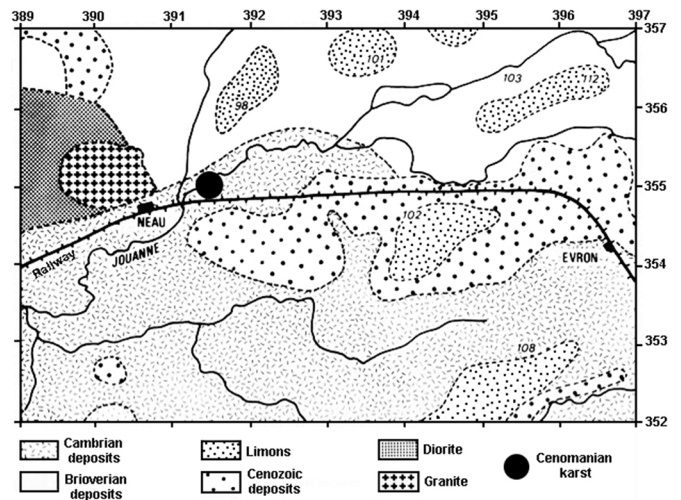 389 390 391 392 393 394 395 396 397
357
101
103
112
98
356
355
102
NEAU
JOUANNE
Railway
EVRON
354
353
108
352
Cambrian deposits
Limons
Diorite
Cenomanian karst
Brioverian deposits
Cenozoic deposits
Granite